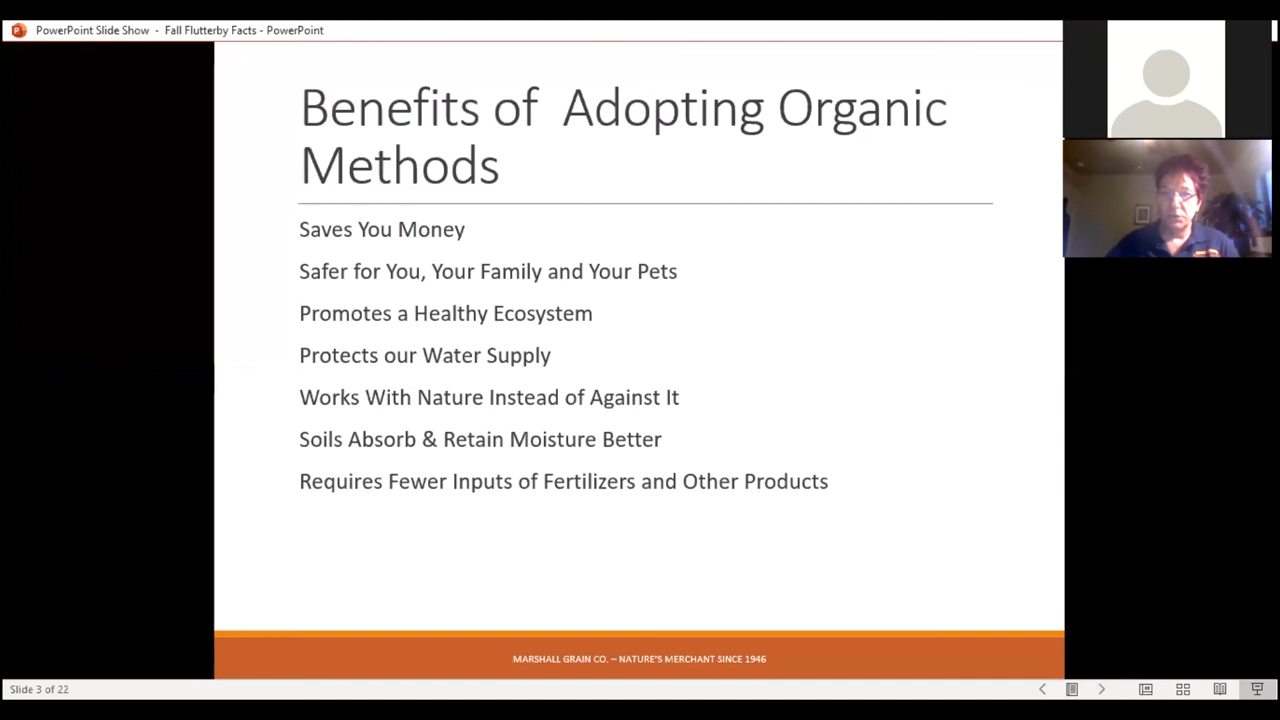 PowerPoint Slide Show - Fall Flutterby Facts - PowerPoint
Benefits of Adopting Organic
Methods
Saves You Money
Safer for You, Your Family and Your Pets
Promotes a Healthy Ecosystem
Protects our Water Supply
Works With Nature Instead of Against It
Soils Absorb & Retain Moisture Better
Requires Fewer Inputs of Fertilizers and Other Products
MARSHALL GRAIN CO. – NATURE'S MERCHANT SINCE 1946
Slide 3 of 22